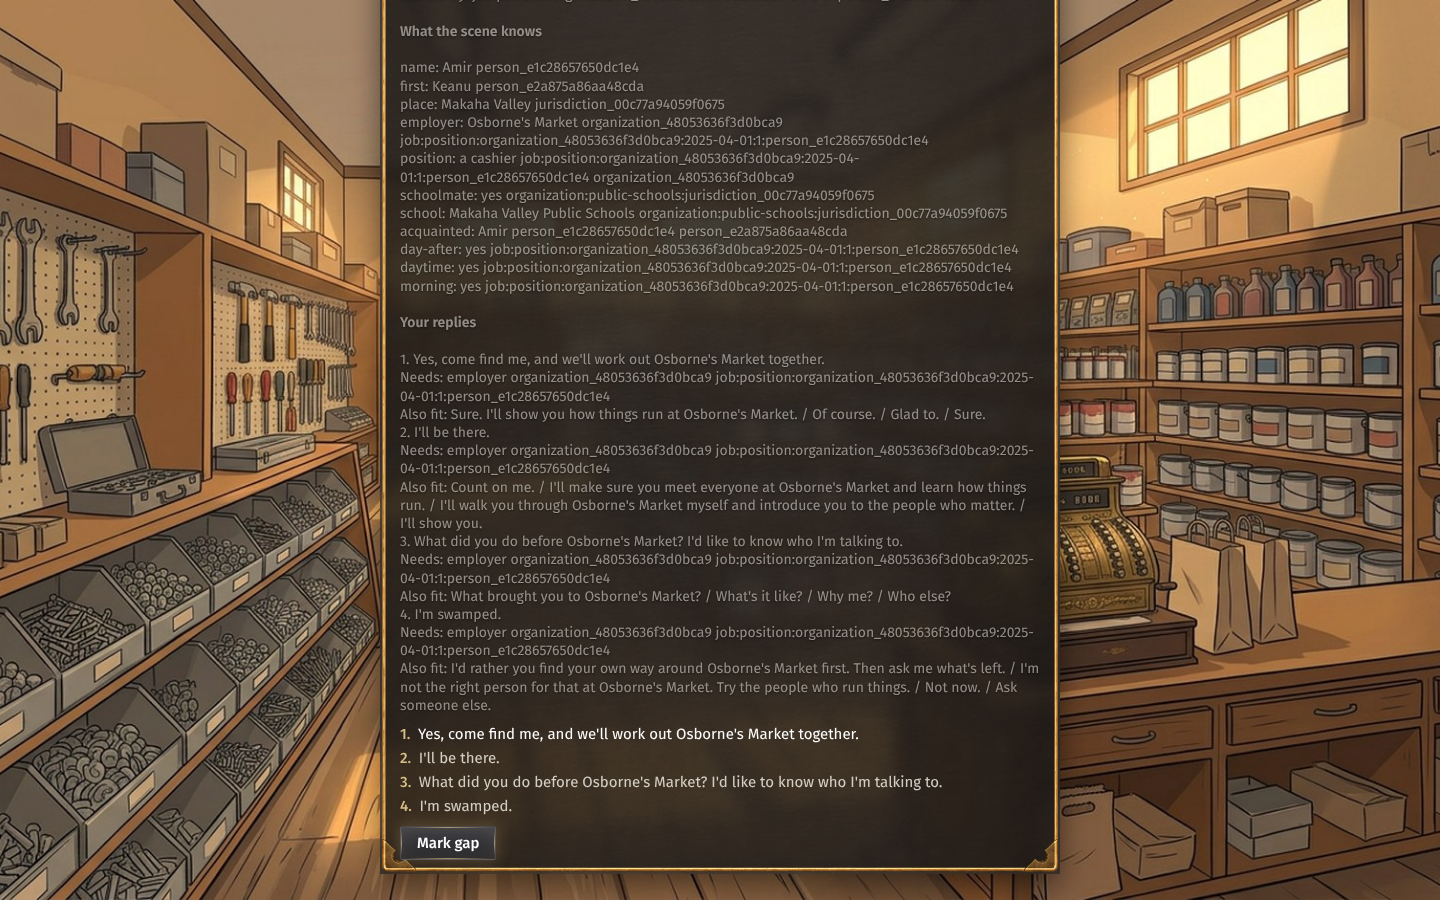 What the scene knows
name: Amir person_e1c28657650dc1e4
first: Keanu person_e2a875a86aa48cda
place: Makaha Valley jurisdiction_00c77a94059f0675
employer: Osborne's Market organization_48053636f3d0bca9
job:position:organization_48053636f3d0bca9:2025-04-01:1:person_e1c28657650dc1e4
position: a cashier job:position:organization_48053636f3d0bca9:2025-04-
01:1:person_e1c28657650dc1e4 organization_48053636f3d0bca9
schoolmate: yes organization:public-schools:jurisdiction_00c77a94059f0675
school: Makaha Valley Public Schools organization:public-schools:jurisdiction_00c77a94059f0675
acquainted: Amir person_e1c28657650dc1e4 person_e2a875a86aa48cda
day-after: yes job:position:organization_48053636f3d0bca9:2025-04-01:1:person_e1c28657650dc1e4
daytime: yes job:position:organization_48053636f3d0bca9:2025-04-01:1:person_e1c28657650dc1e4
morning: yes job:position:organization_48053636f3d0bca9:2025-04-01:1:person_e1c28657650dc1e4
Your replies
1. Yes, come find me, and we'll work out Osborne's Market together.
Needs: employer organization_48053636f3d0bca9 job:position:organization_48053636f3d0bca9:2025-
04-01:1:person_e1c28657650dc1e4
Also fit: Sure. I'll show you how things run at Osborne's Market. / Of course. / Glad to. / Sure.
2. I'll be there.
Needs: employer organization_48053636f3d0bca9 job:position:organization_48053636f3d0bca9:2025-
04-01:1:person_e1c28657650dc1e4
Also fit: Count on me. / I'll make sure you meet everyone at Osborne's Market and learn how things
run. / I'll walk you through Osborne's Market myself and introduce you to the people who matter. /
I'll show you.
3. What did you do before Osborne's Market? I'd like to know who I'm talking to.
Needs: employer organization_48053636f3d0bca9 job:position:organization_48053636f3d0bca9:2025-
04-01:1:person_e1c28657650dc1e4
Also fit: What brought you to Osborne's Market? / What's it like? / Why me? / Who else?
4. I'm swamped.
Needs: employer organization_48053636f3d0bca9 job:position:organization_48053636f3d0bca9:2025-
04-01:1:person_e1c28657650dc1e4
Also fit: I'd rather you find your own way around Osborne's Market first. Then ask me what's left. / I'm
not the right person for that at Osborne's Market. Try the people who run things. / Not now. / Ask
someone else.
1. Yes, come find me, and we'll work out Osborne's Market together.
2. I'll be there.
3. What did you do before Osborne's Market? I'd like to know who I'm talking to.
4. I'm swamped.
Mark gap